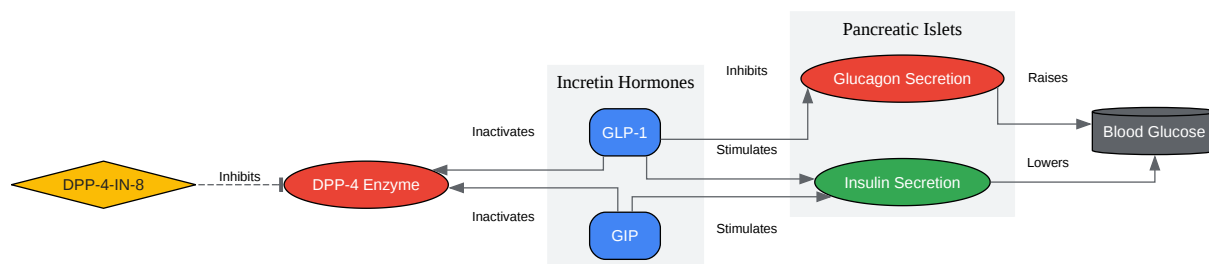 Pancreatic Islets
Incretin Hormones
Inhibits
Glucagon Secretion
Raises
Inactivates
GLP-1
Stimulates
Blood Glucose
DPP-4-IN-8
Inhibits
DPP-4 Enzyme
Insulin Secretion
Lowers
Inactivates
GIP
Stimulates